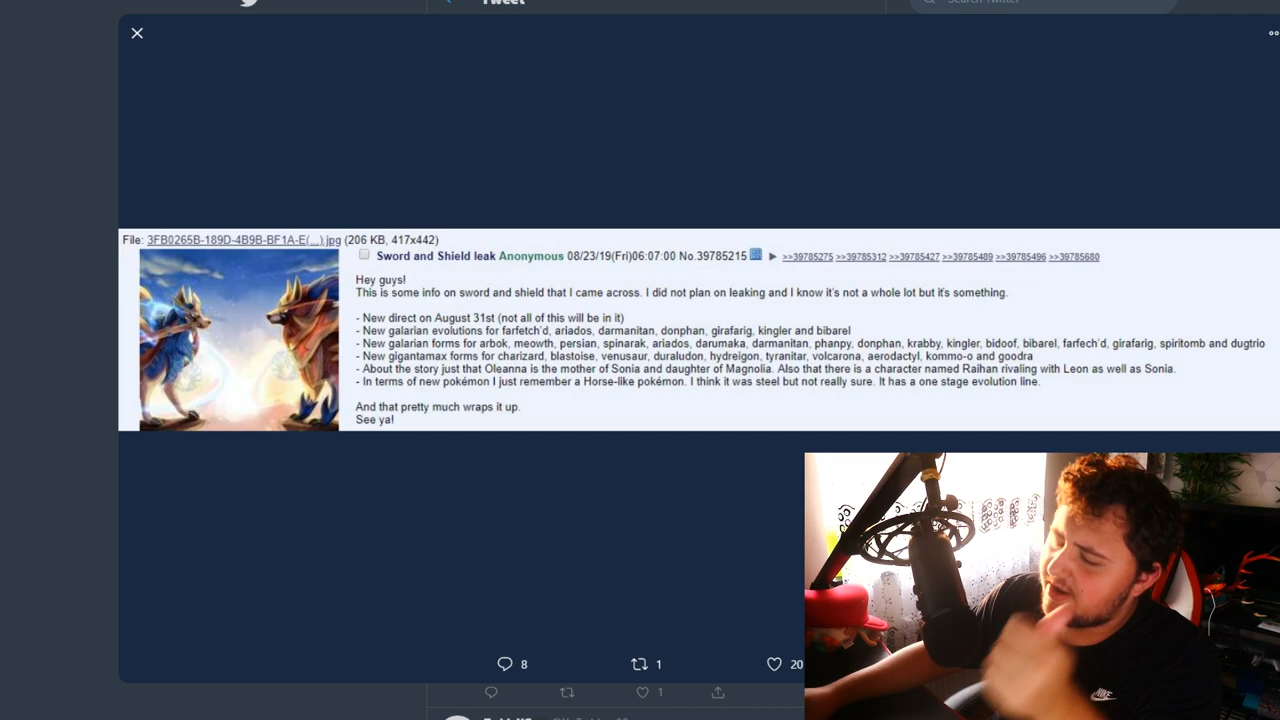 Tweet
Search Twitter
File: 3FB0265B-189D-4B9B-BF1A-E(...).jpg (206 KB, 417x442)
Sword and Shield leak Anonymous 08/23/19(Fri)06:07:00 No.39785215 ▶ >>39785275 >>39785312 >>39785427 >>39785489 >>39785496 >>39785680
Hey guys!
This is some info on sword and shield that I came across. I did not plan on leaking and I know it's not a whole lot but it's something.
- New direct on August 31st (not all of this will be in it)
- New galarian evolutions for farfetch'd, ariados, darmanitan, donphan, girafarig, kingler and bibarel
- New galarian forms for arbok, meowth, persian, spinarak, ariados, darumaka, darmanitan, phanpy, donphan, krabby, kingler, bidoof, bibarel, farfech'd, girafarig, spiritomb and dugtrio
- New gigantamax forms for charizard, blastoise, venusaur, duraludon, hydreigon, tyranitar, volcarona, aerodactyl, kommo-o and goodra
- About the story just that Oleanna is the mother of Sonia and daughter of Magnolia. Also that there is a character named Raihan rivaling with Leon as well as Sonia.
- In terms of new pokémon I just remember a Horse-like pokémon. I think it was steel but not really sure. It has a one stage evolution line.
And that pretty much wraps it up.
See ya!
8
1
20
1